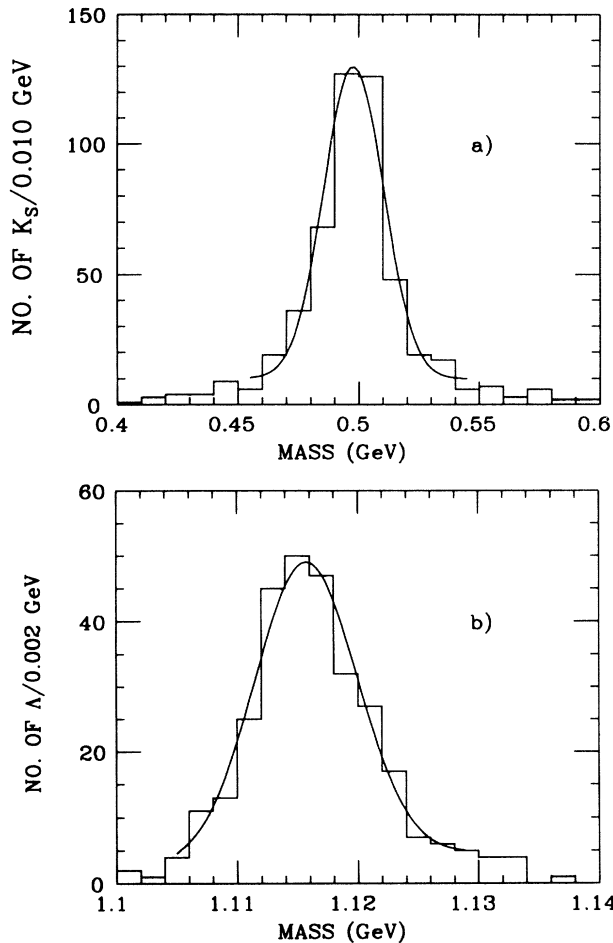 150
100
50
0
NO. OF K_S/0.010 GeV
a)
0.4 0.45 0.5 0.55 0.6
MASS (GeV)
60
40
20
0
NO. OF Λ/0.002 GeV
b)
1.1 1.11 1.12 1.13 1.14
MASS (GeV)